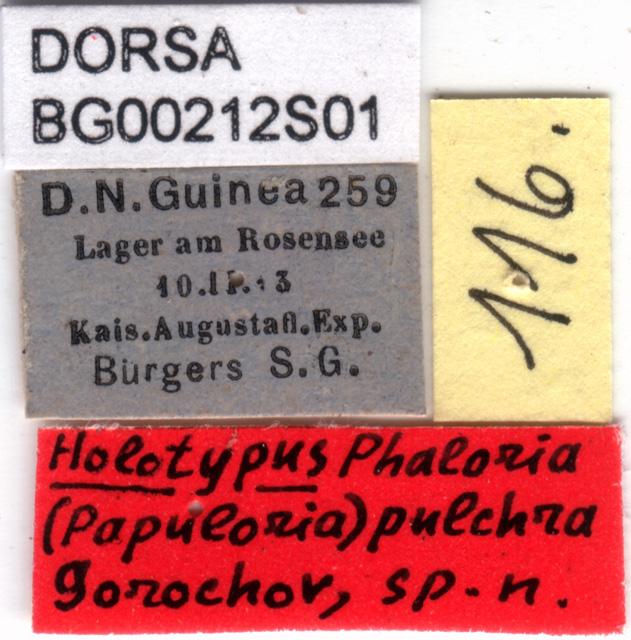 DORSA
BG00212S01
D.N.Guinea 259
Lager am Rosensee
Kais.Augustafl.Exp.
Bürgers S.G.
116.
Holotypus Phaloria
(Papuloria) pulchra
Gorochov, sp. n.